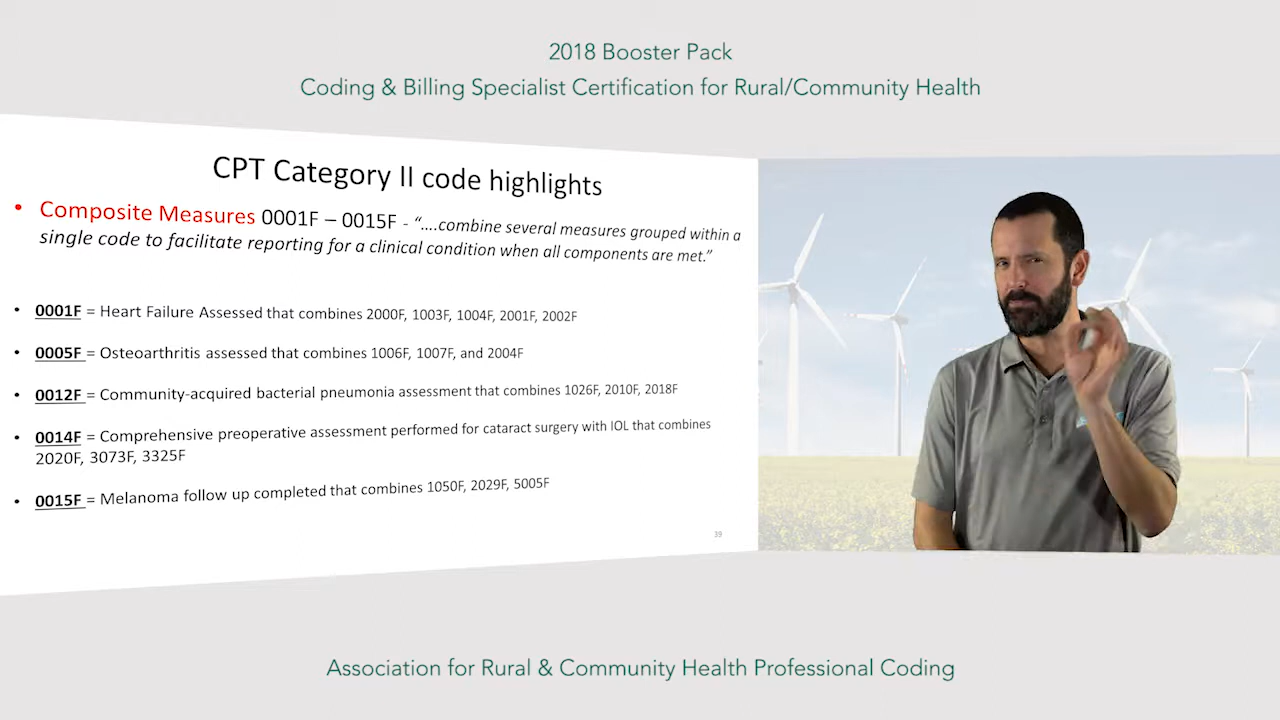 2018 Booster Pack
Coding & Billing Specialist Certification for Rural/Community Health
CPT Category II code highlights
• Composite Measures 0001F – 0015F - “….combine several measures grouped within a
single code to facilitate reporting for a clinical condition when all components are met.”
• 0001F = Heart Failure Assessed that combines 2000F, 1003F, 1004F, 2001F, 2002F
• 0005F = Osteoarthritis assessed that combines 1006F, 1007F, and 2004F
• 0012F = Community-acquired bacterial pneumonia assessment that combines 1026F, 2010F, 2018F
• 0014F = Comprehensive preoperative assessment performed for cataract surgery with IOL that combines
2020F, 3073F, 3325F
• 0015F = Melanoma follow up completed that combines 1050F, 2029F, 5005F
39
Association for Rural & Community Health Professional Coding